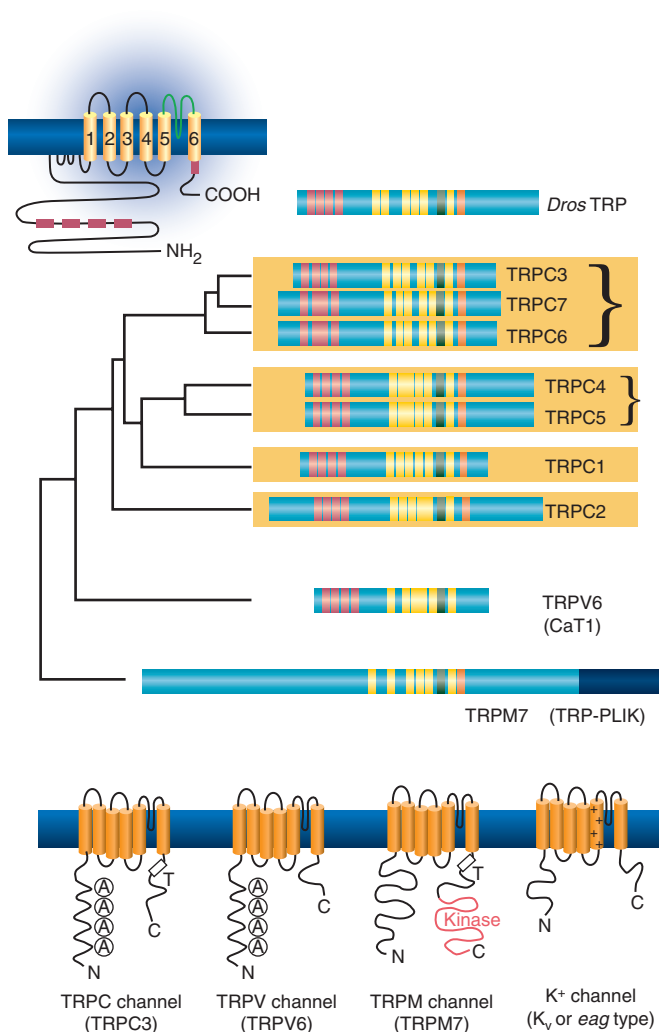 1 2 3 4 5 6
COOH
NH2
Dros TRP
TRPC3
TRPC7
TRPC6
}
TRPC4
TRPC5
}
TRPC1
TRPC2
TRPV6
(CaT1)
TRPM7 (TRP-PLIK)
A
A
A
A
N
T
C
A
A
A
A
N
C
T
Kinase
N
C
+
+
+
+
N
C
TRPC channel
(TRPC3)
TRPV channel
(TRPV6)
TRPM channel
(TRPM7)
K+ channel
(Kv or eag type)